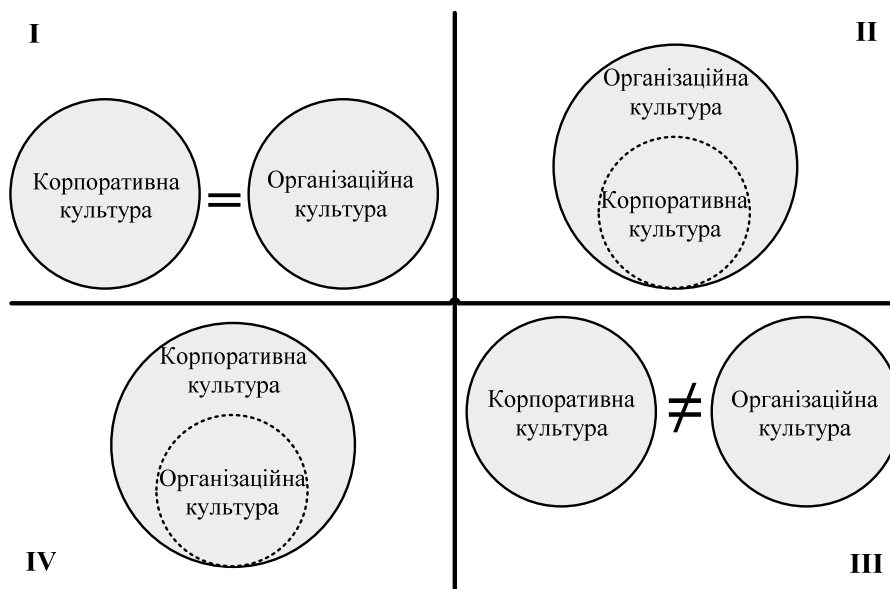 I
Корпоративна
культура
=
Організаційна
культура
II
Організаційна
культура
Корпоративна
культура
Корпоративна
культура
Організаційна
культура
IV
Корпоративна
культура
≠
Організаційна
культура
III